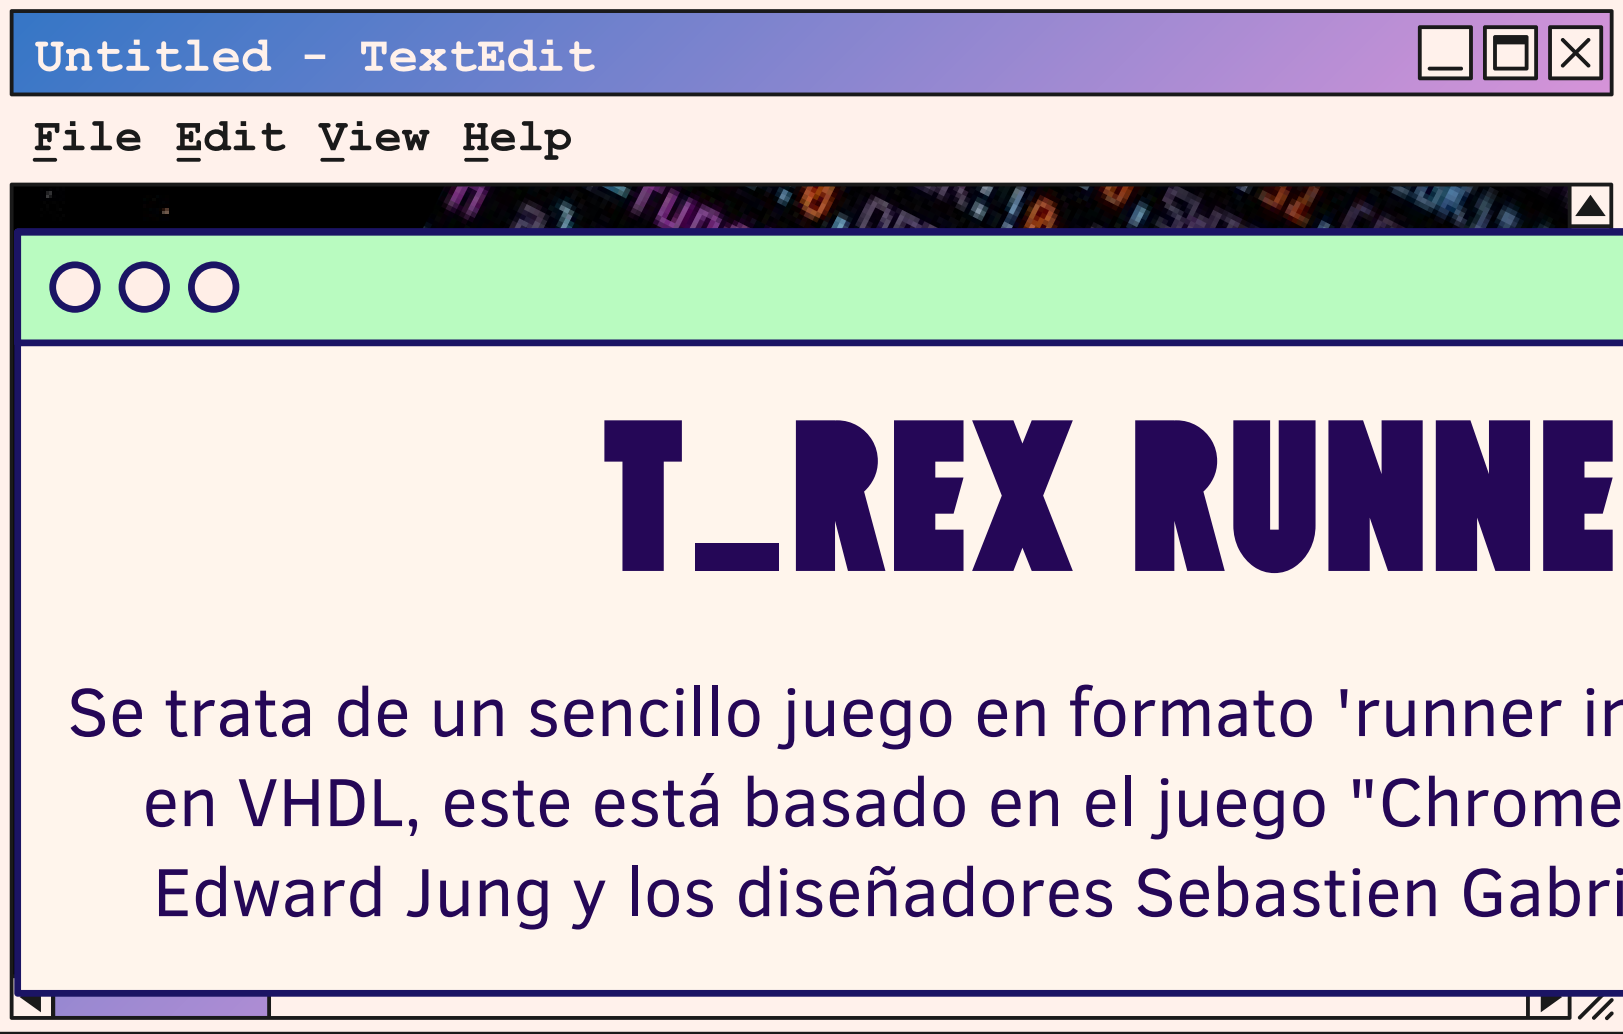 Untitled - TextEdit
File Edit View Help
T_REX RUNNE
Se trata de un sencillo juego en formato 'runner
en VHDL, este está basado en el juego "Chrome
Edward Jung y los diseñadores Sebastien Gabri